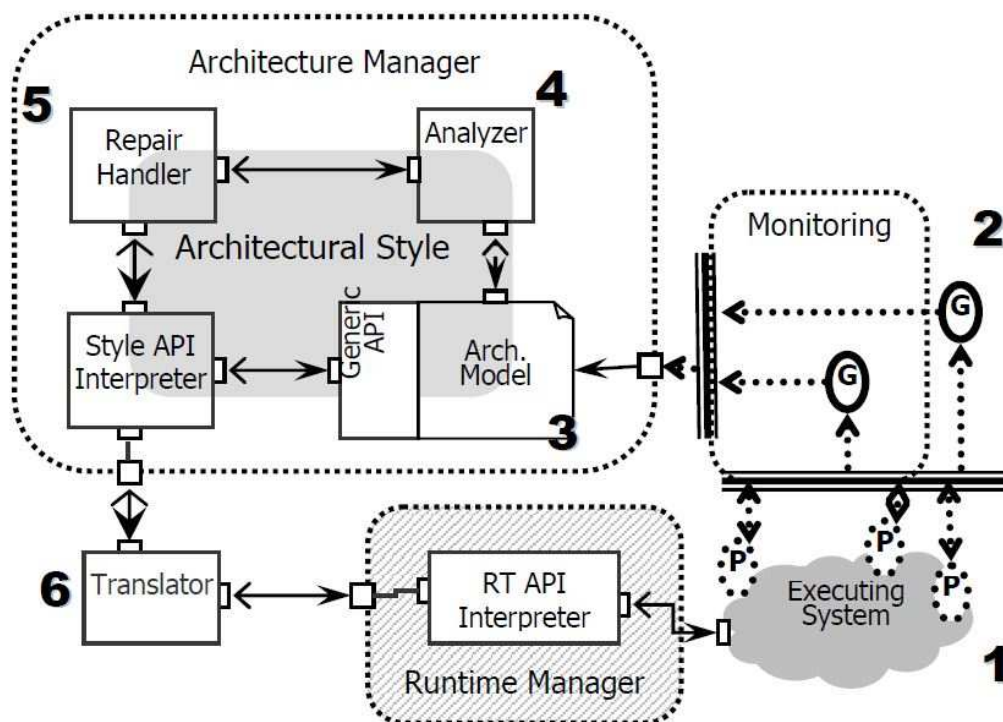 Architecture Manager
5
4
Repair
Handler
Analyzer
Architectural Style
Style API
Interpreter
Generic
API
Arch.
Model
3
Monitoring
2
G
G
P
P
P
Executing
System
1
6
Translator
RT API
Interpreter
Runtime Manager